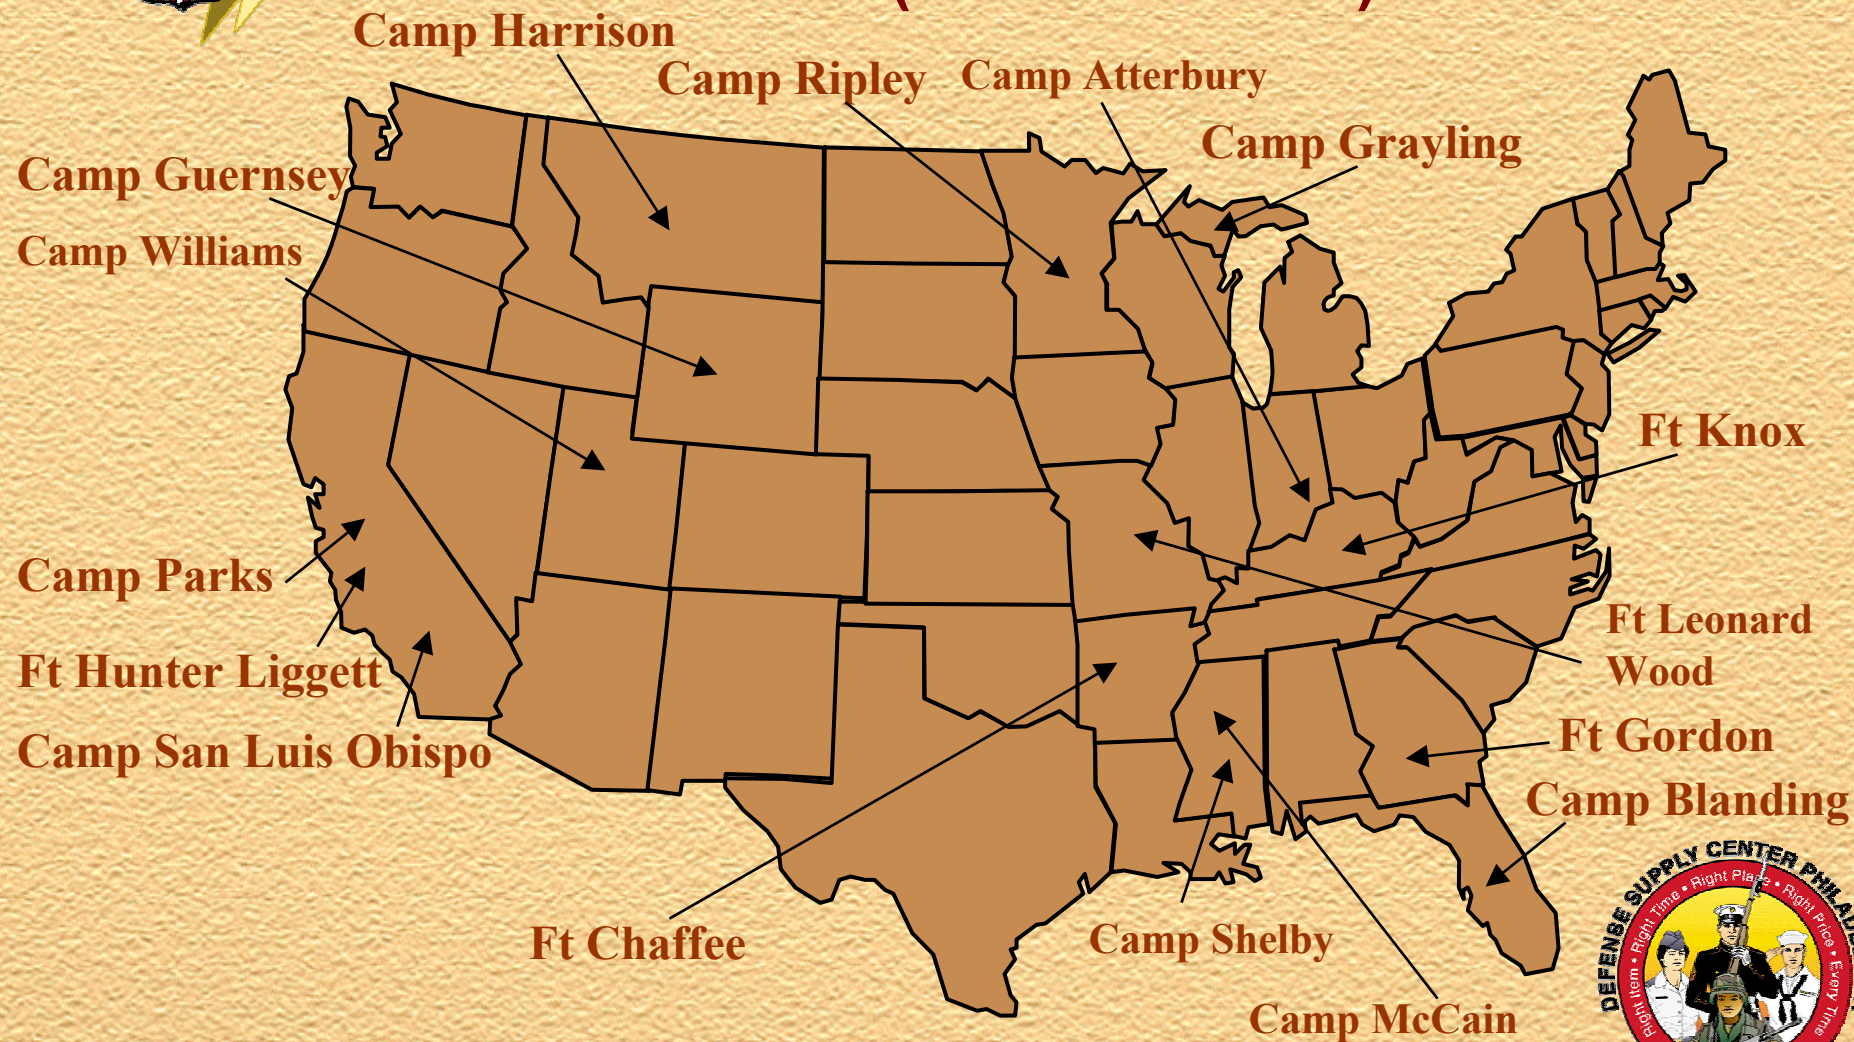 Camp Harrison
Camp Ripley
Camp Atterbury
Camp Grayling
Camp Guernsey
Camp Williams
Ft Knox
Camp Parks
Ft Hunter Liggett
Camp San Luis Obispo
Ft Leonard
Wood
Ft Gordon
Camp Blanding
Ft Chaffee
Camp Shelby
Camp McCain
DEFENSE SUPPLY CENTER
Right Item • Right Time • Right Place • Right Price • Every Time